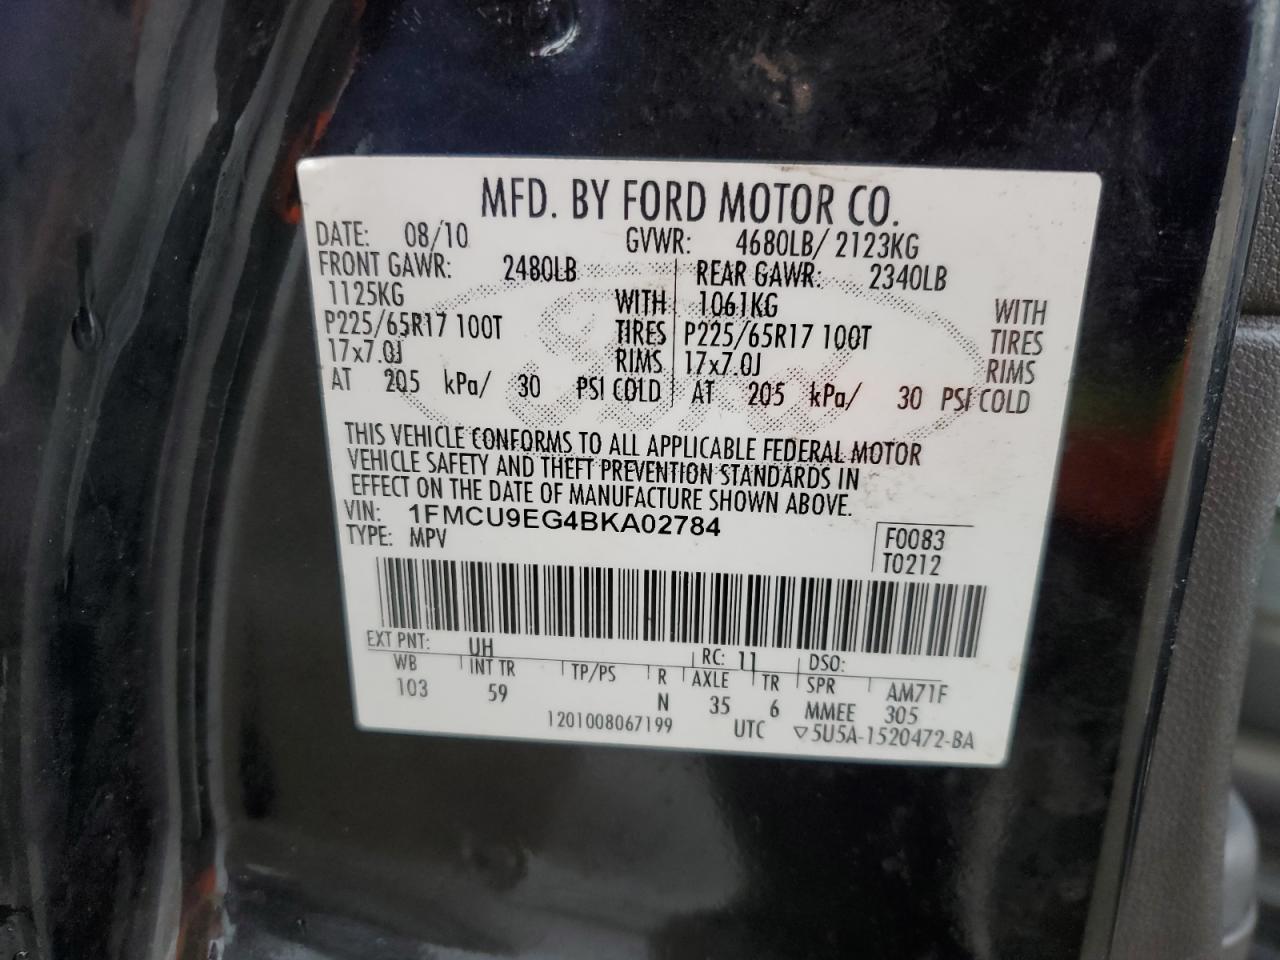 MFD. BY FORD MOTOR CO.
DATE: 08/10 GVWR: 4680LB/ 2123KG
FRONT GAWR: 2480LB REAR GAWR: 2340LB
1125KG WITH 1061KG WITH
P225/65R17 100T TIRES P225/65R17 100T TIRES
17x7.0J RIMS 17x7.0J RIMS
AT 205 kPa/ 30 PSI COLD AT 205 kPa/ 30 PSI COLD
THIS VEHICLE CONFORMS TO ALL APPLICABLE FEDERAL MOTOR
VEHICLE SAFETY AND THEFT PREVENTION STANDARDS IN
EFFECT ON THE DATE OF MANUFACTURE SHOWN ABOVE.
VIN: 1FMCU9EG4BKA02784
TYPE: MPV
F0083
T0212
EXT PNT: UH RC: 11 DSO:
WB INT TR TP/PS R AXLE TR SPR AM71F
103 59 N 35 6 MMEE 305
1201008067199 UTC ▽5U5A-1520472-BA